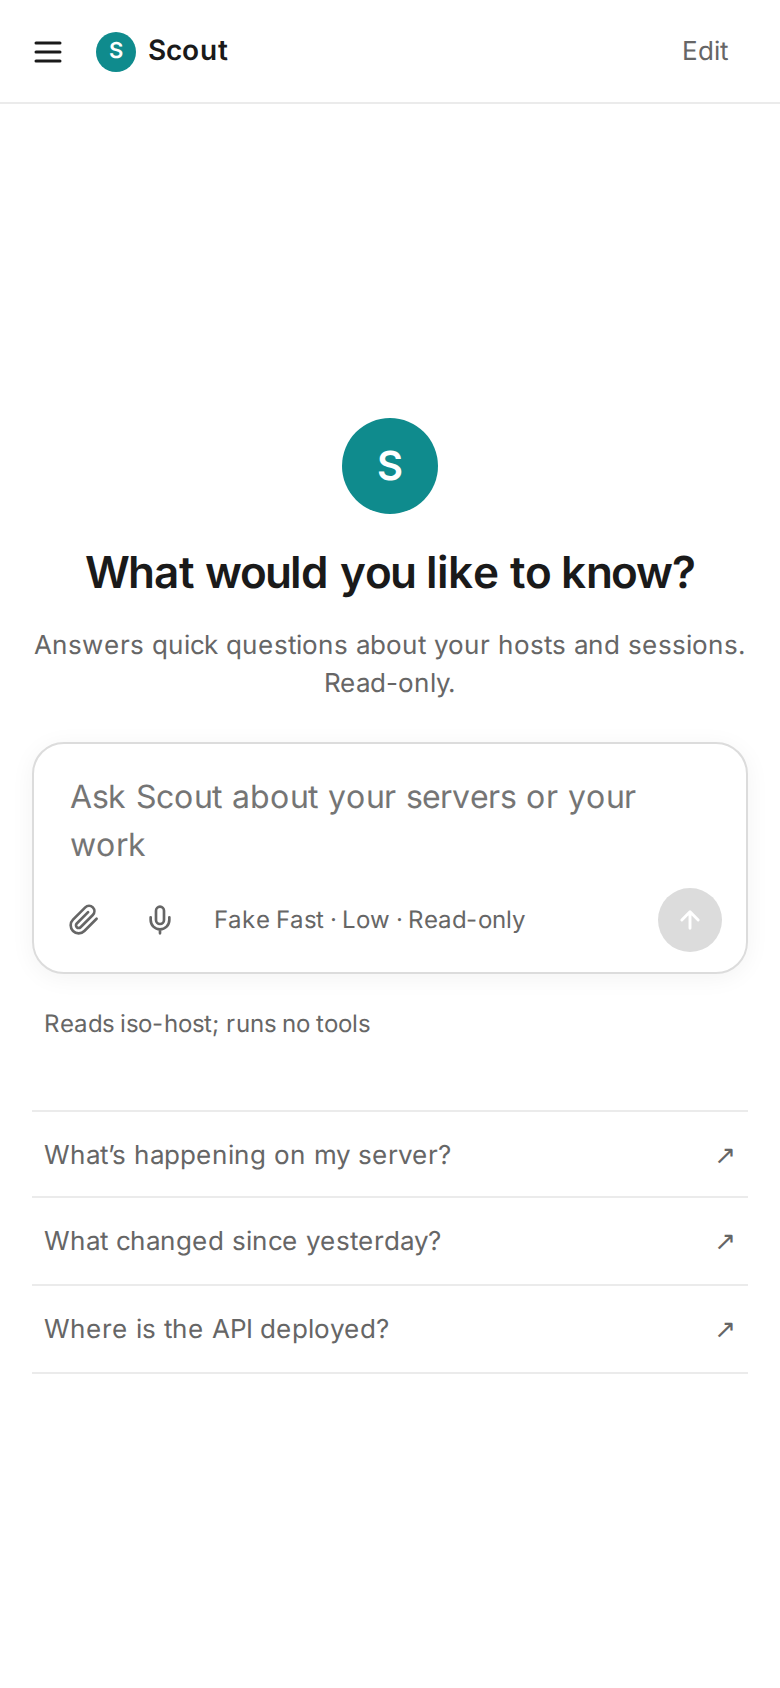 S Scout Edit
S
What would you like to know?
Answers quick questions about your hosts and sessions.
Read-only.
Ask Scout about your servers or your
work
Fake Fast · Low · Read-only
Reads iso-host; runs no tools
What’s happening on my server? ↗
What changed since yesterday? ↗
Where is the API deployed? ↗